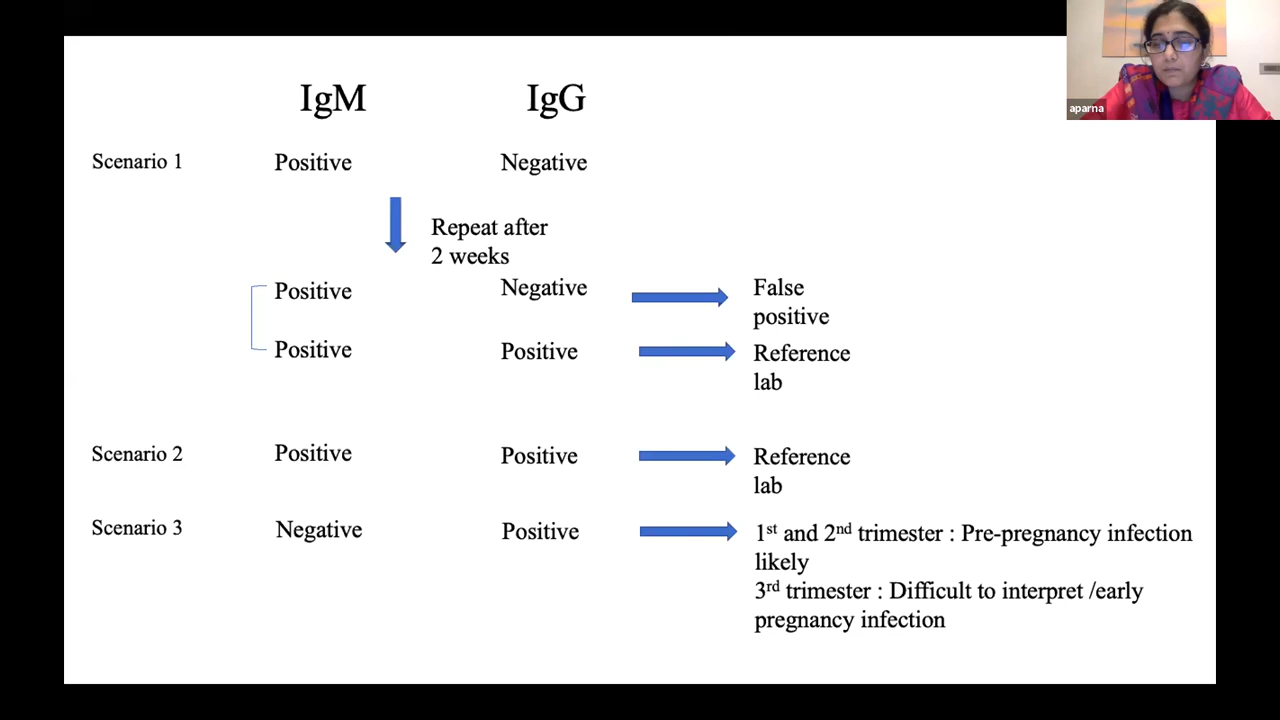 aparna
IgM IgG
Scenario 1 Positive Negative
Repeat after
2 weeks
Positive Negative False
positive
Positive Positive Reference
lab
Scenario 2 Positive Positive Reference
lab
Scenario 3 Negative Positive 1st and 2nd trimester : Pre-pregnancy infection
likely
3rd trimester : Difficult to interpret /early
pregnancy infection